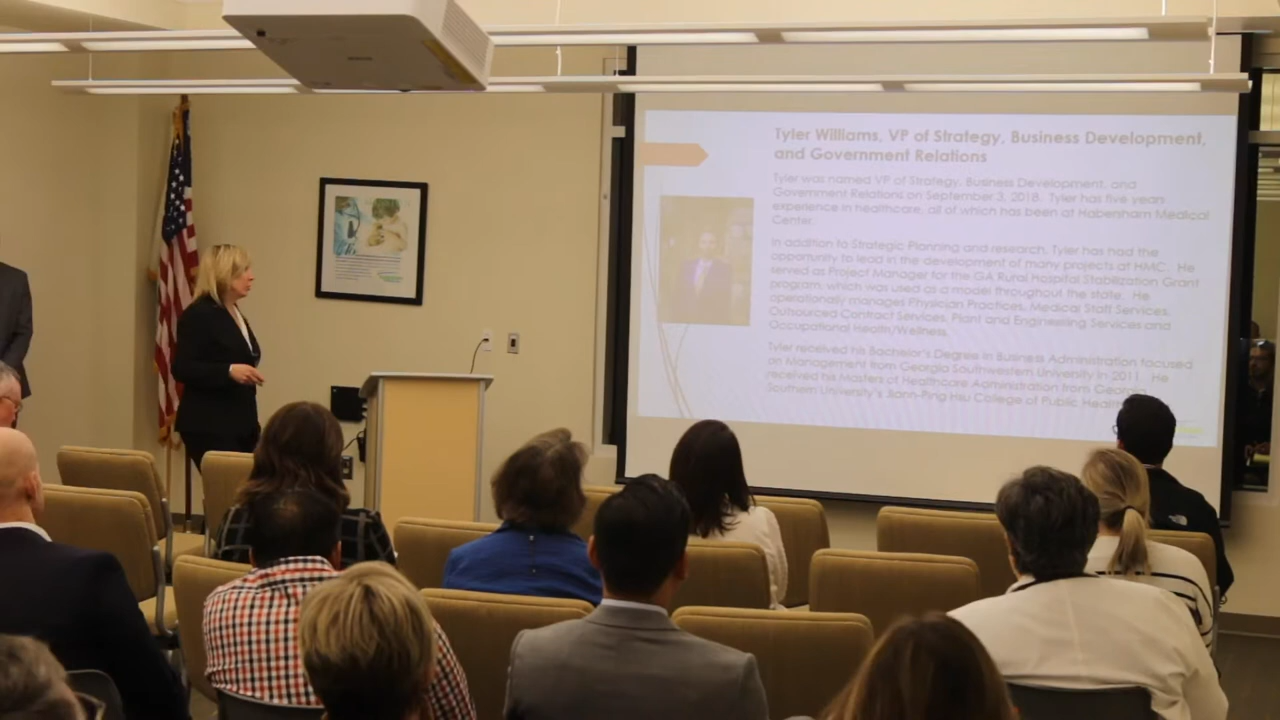 Tyler Williams, VP of Strategy, Business Development,
and Government Relations
Tyler was named VP of Strategy, Business Development, and
Government Relations on September 3, 2018. Tyler has five years
experience in healthcare, all of which has been at Habersham Medical
Center.
In addition to Strategic Planning and research, Tyler has had the
opportunity to lead in the development of many projects at HMC. He
served as Project Manager for the GA Rural Hospital Stabilization Grant
program, which was used as a model throughout the state. He
operationally manages Physician Practices, Medical Staff Services,
Outsourced Contract Services, Plant and Engineering Services and
Occupational Health/Wellness.
Tyler received his Bachelor's Degree in Business Administration focused
on Management from Georgia Southwestern University in 2011. He
received his Masters of Healthcare Administration from Georgia
Southern University's Jiann-Ping Hsu College of Public Health